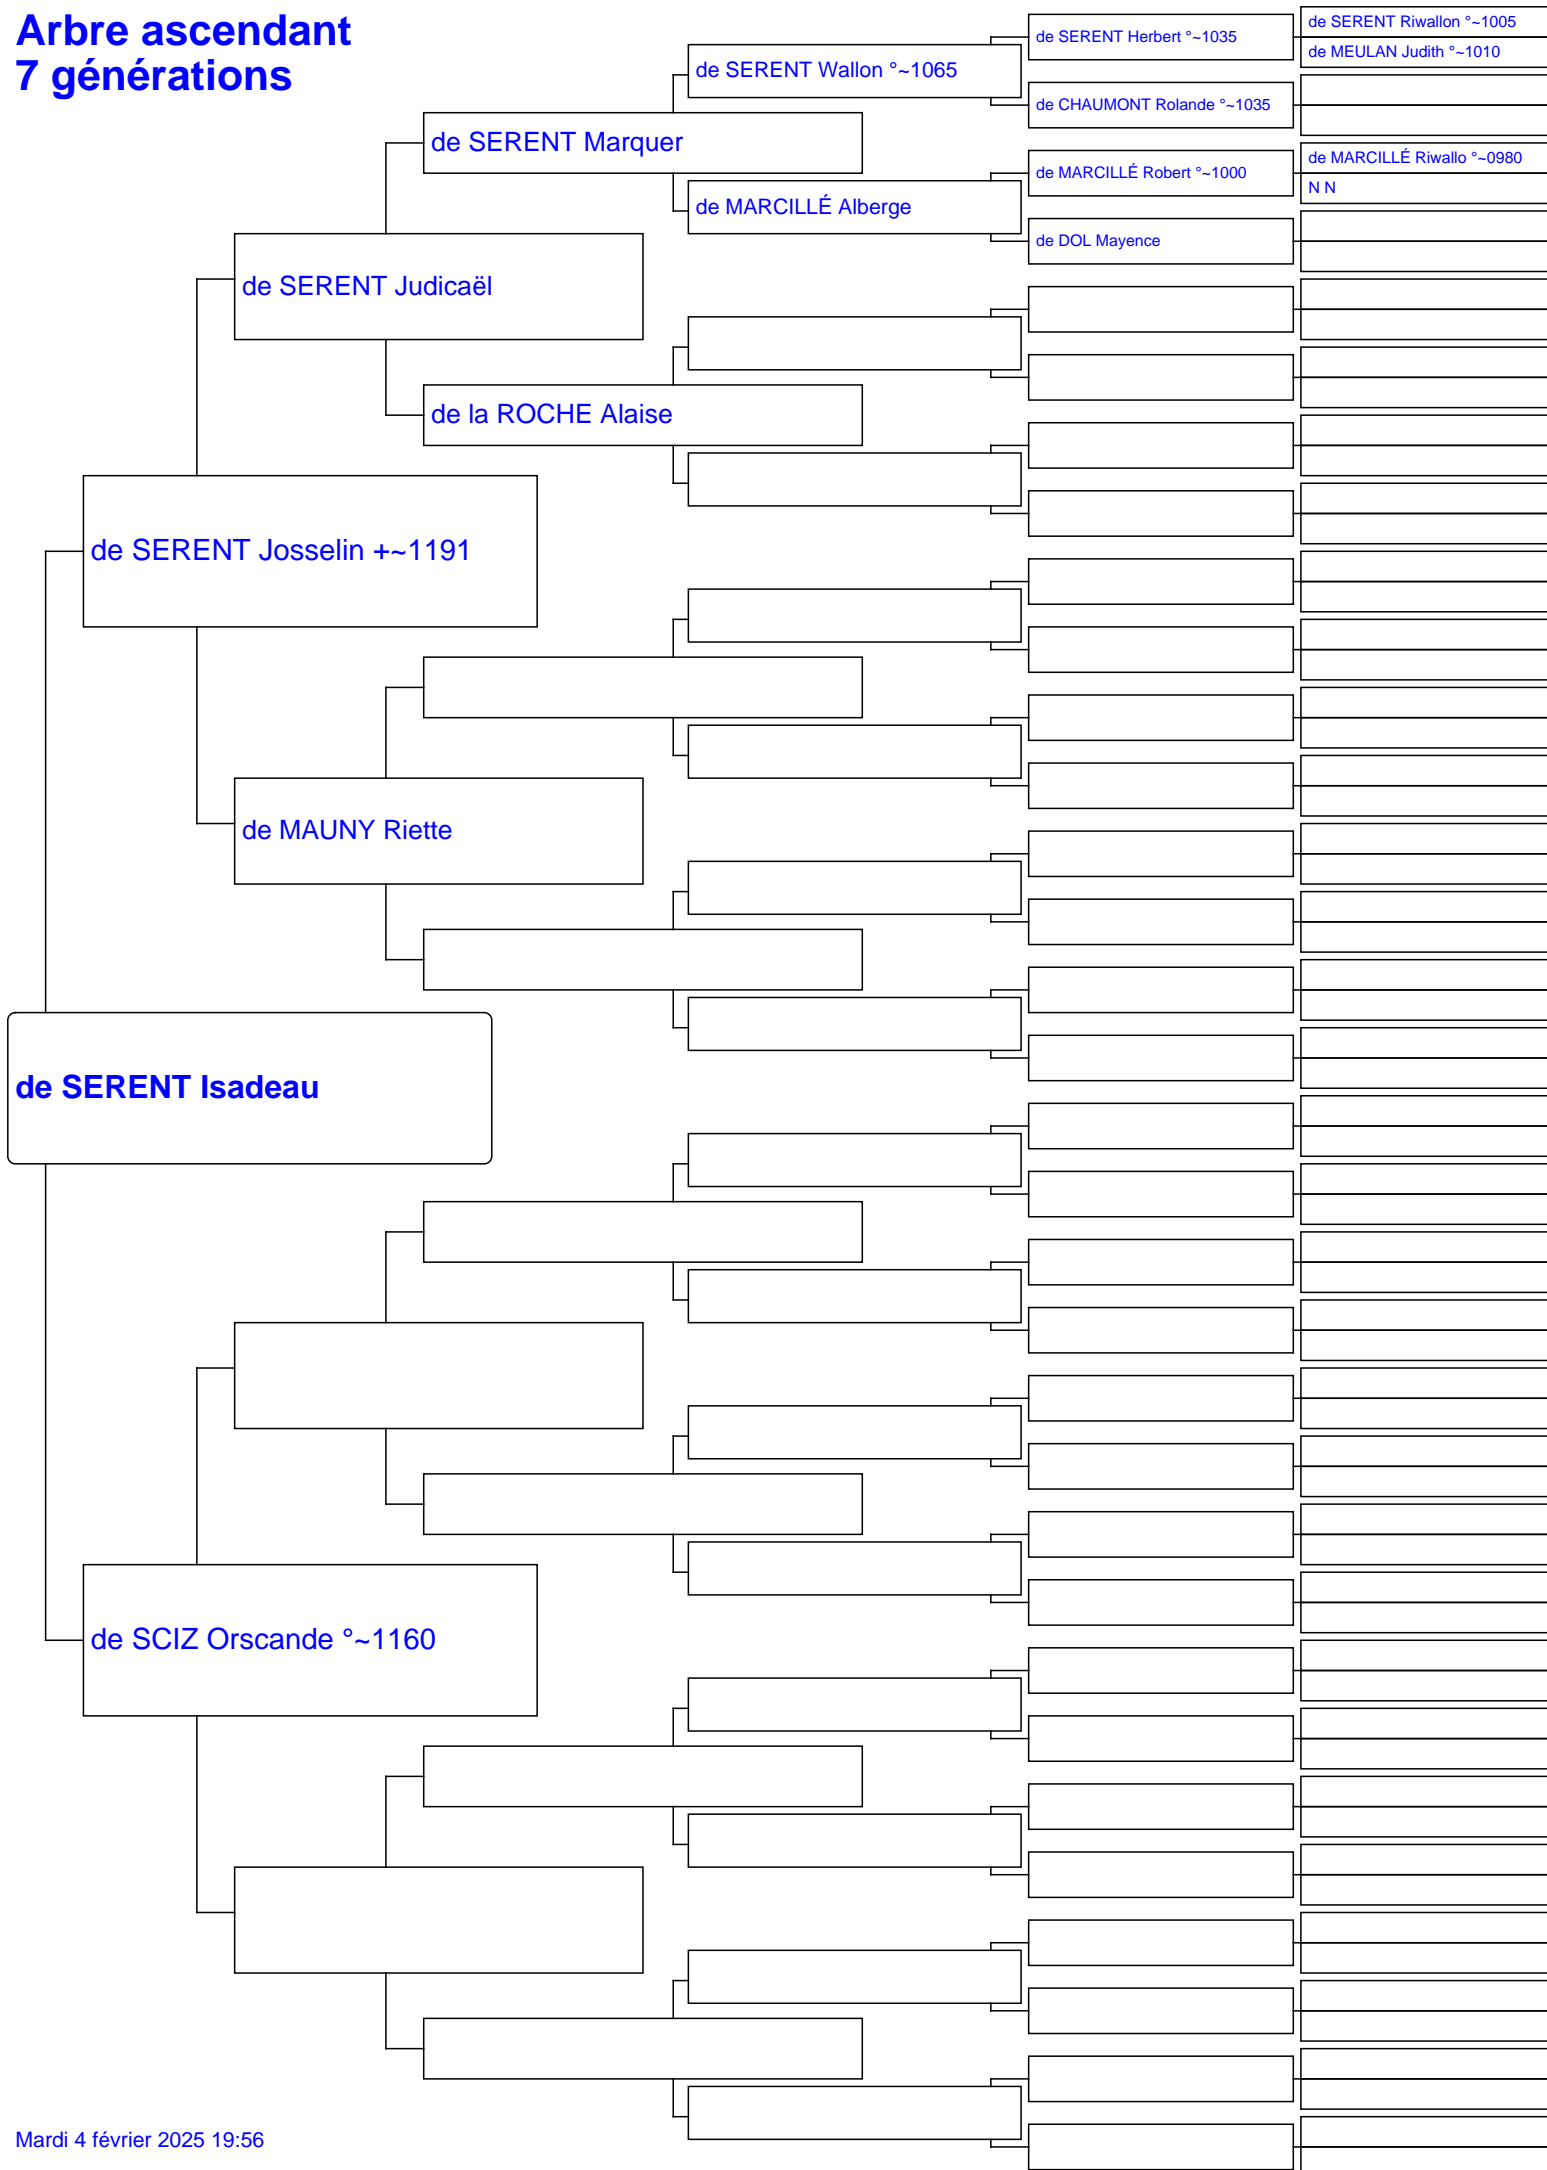 Arbre ascendant
7 générations
de SERENT Riwallon °~1005
de SERENT Herbert °~1035
de MEULAN Judith °~1010
de SERENT Wallon °~1065
de CHAUMONT Rolande °~1035
de SERENT Marquer
de MARCILLÉ Riwallo °~0980
de MARCILLÉ Robert °~1000
N N
de MARCILLÉ Alberge
de DOL Mayence
de SERENT Judicaël
de la ROCHE Alaise
de SERENT Josselin +~1191
de MAUNY Riette
de SERENT Isadeau
de SCIZ Orscande °~1160
Mardi 4 février 2025 19:56